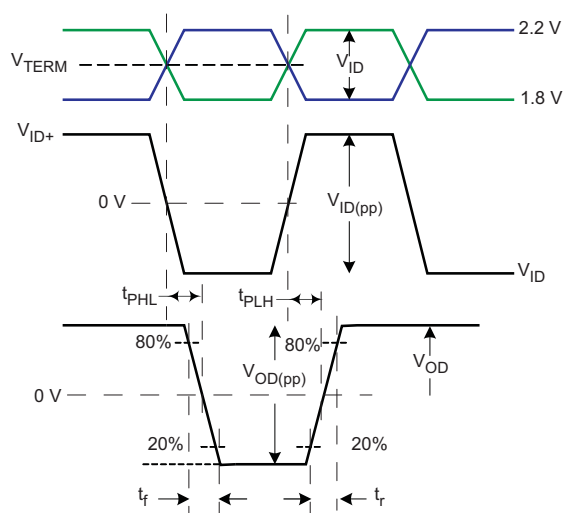 2.2 V
V_TERM
V_ID
1.8 V
V_ID+
0 V
V_ID(pp)
V_ID
t_PHL
t_PLH
80%
80%
V_OD(pp)
V_OD
0 V
20%
20%
t_f
t_r